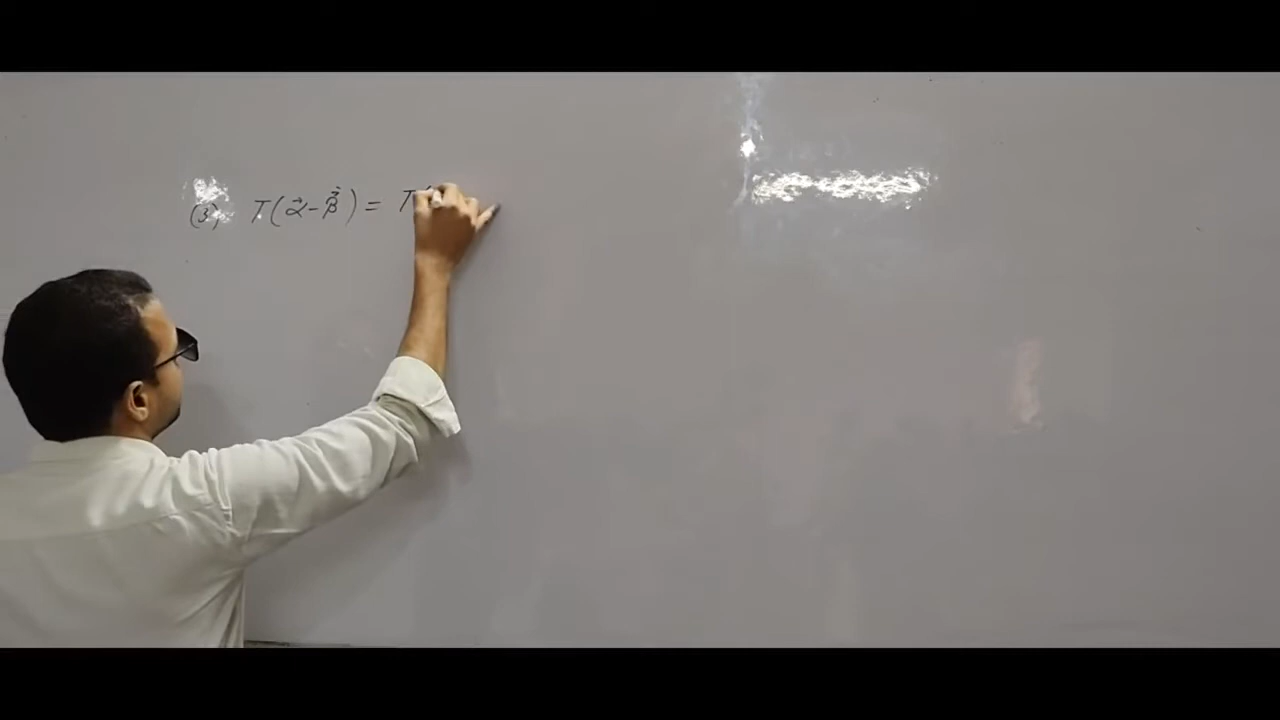 (3), T(α⃗ - β⃗) = T(